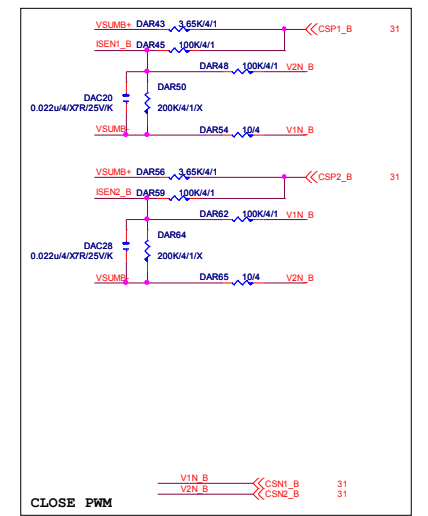 VSUMB+ DAR43 3.65K/4/1 CSP1_B 31
ISEN1_B DAR45 100K/4/1
DAR48 100K/4/1 V2N_B
DAR50
DAC20
0.022u/4/X7R/25V/K 200K/4/1/X
VSUMB- DAR54 10/4 V1N_B
VSUMB+ DAR56 3.65K/4/1 CSP2_B 31
ISEN2_B DAR59 100K/4/1
DAR62 100K/4/1 V1N_B
DAR64
DAC28
0.022u/4/X7R/25V/K 200K/4/1/X
VSUMB- DAR65 10/4 V2N_B
V1N_B CSN1_B 31
V2N_B CSN2_B 31
CLOSE PWM